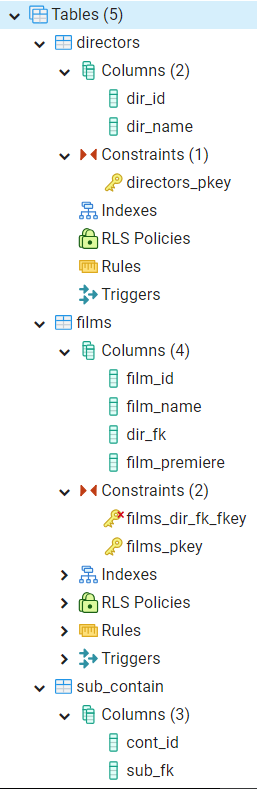 Tables (5)
directors
Columns (2)
dir_id
dir_name
Constraints (1)
directors_pkey
Indexes
RLS Policies
Rules
Triggers
films
Columns (4)
film_id
film_name
dir_fk
film_premiere
Constraints (2)
films_dir_fk_fkey
films_pkey
Indexes
RLS Policies
Rules
Triggers
sub_contain
Columns (3)
cont_id
sub_fk